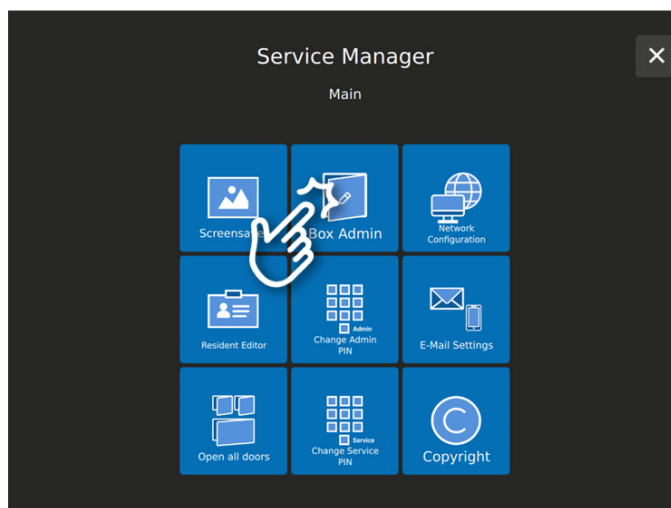 Service Manager
Main
Box Admin
Network
Configuration
Resident Editor
Admin
Change Admin
PIN
E-Mail Settings
Open all doors
Service
Change Service
PIN
C
Copyright